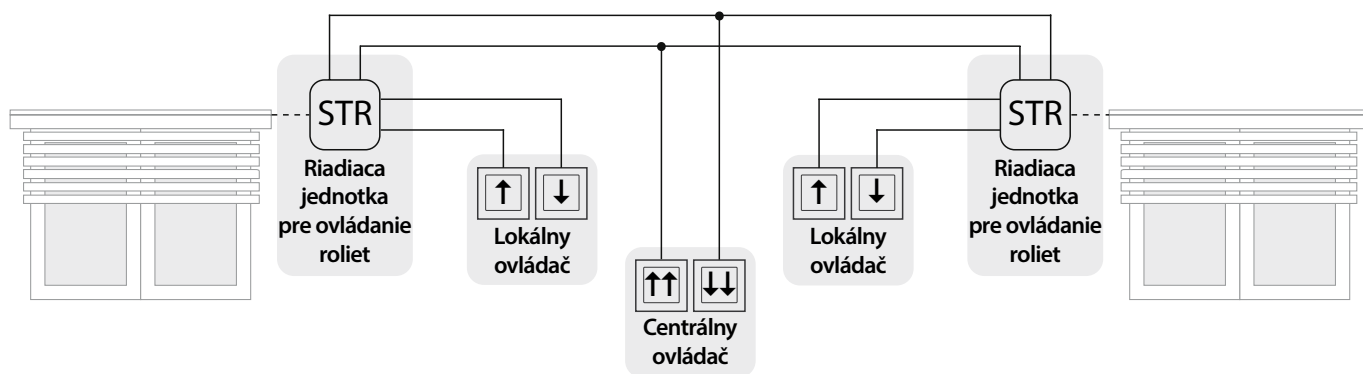 STR
Riadiaca
jednotka
pre ovládanie
roliet
Lokálny
ovládač
Centrálny
ovládač
Lokálny
ovládač
STR
Riadiaca
jednotka
pre ovládanie
roliet